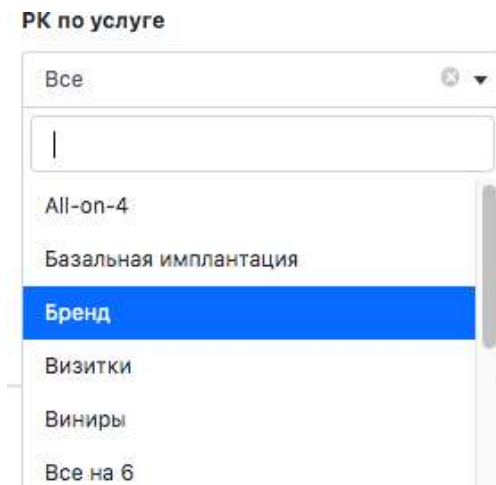 РК по услуге
Все
All-on-4
Базальная имплантация
Бренд
Визитки
Виниры
Все на 6